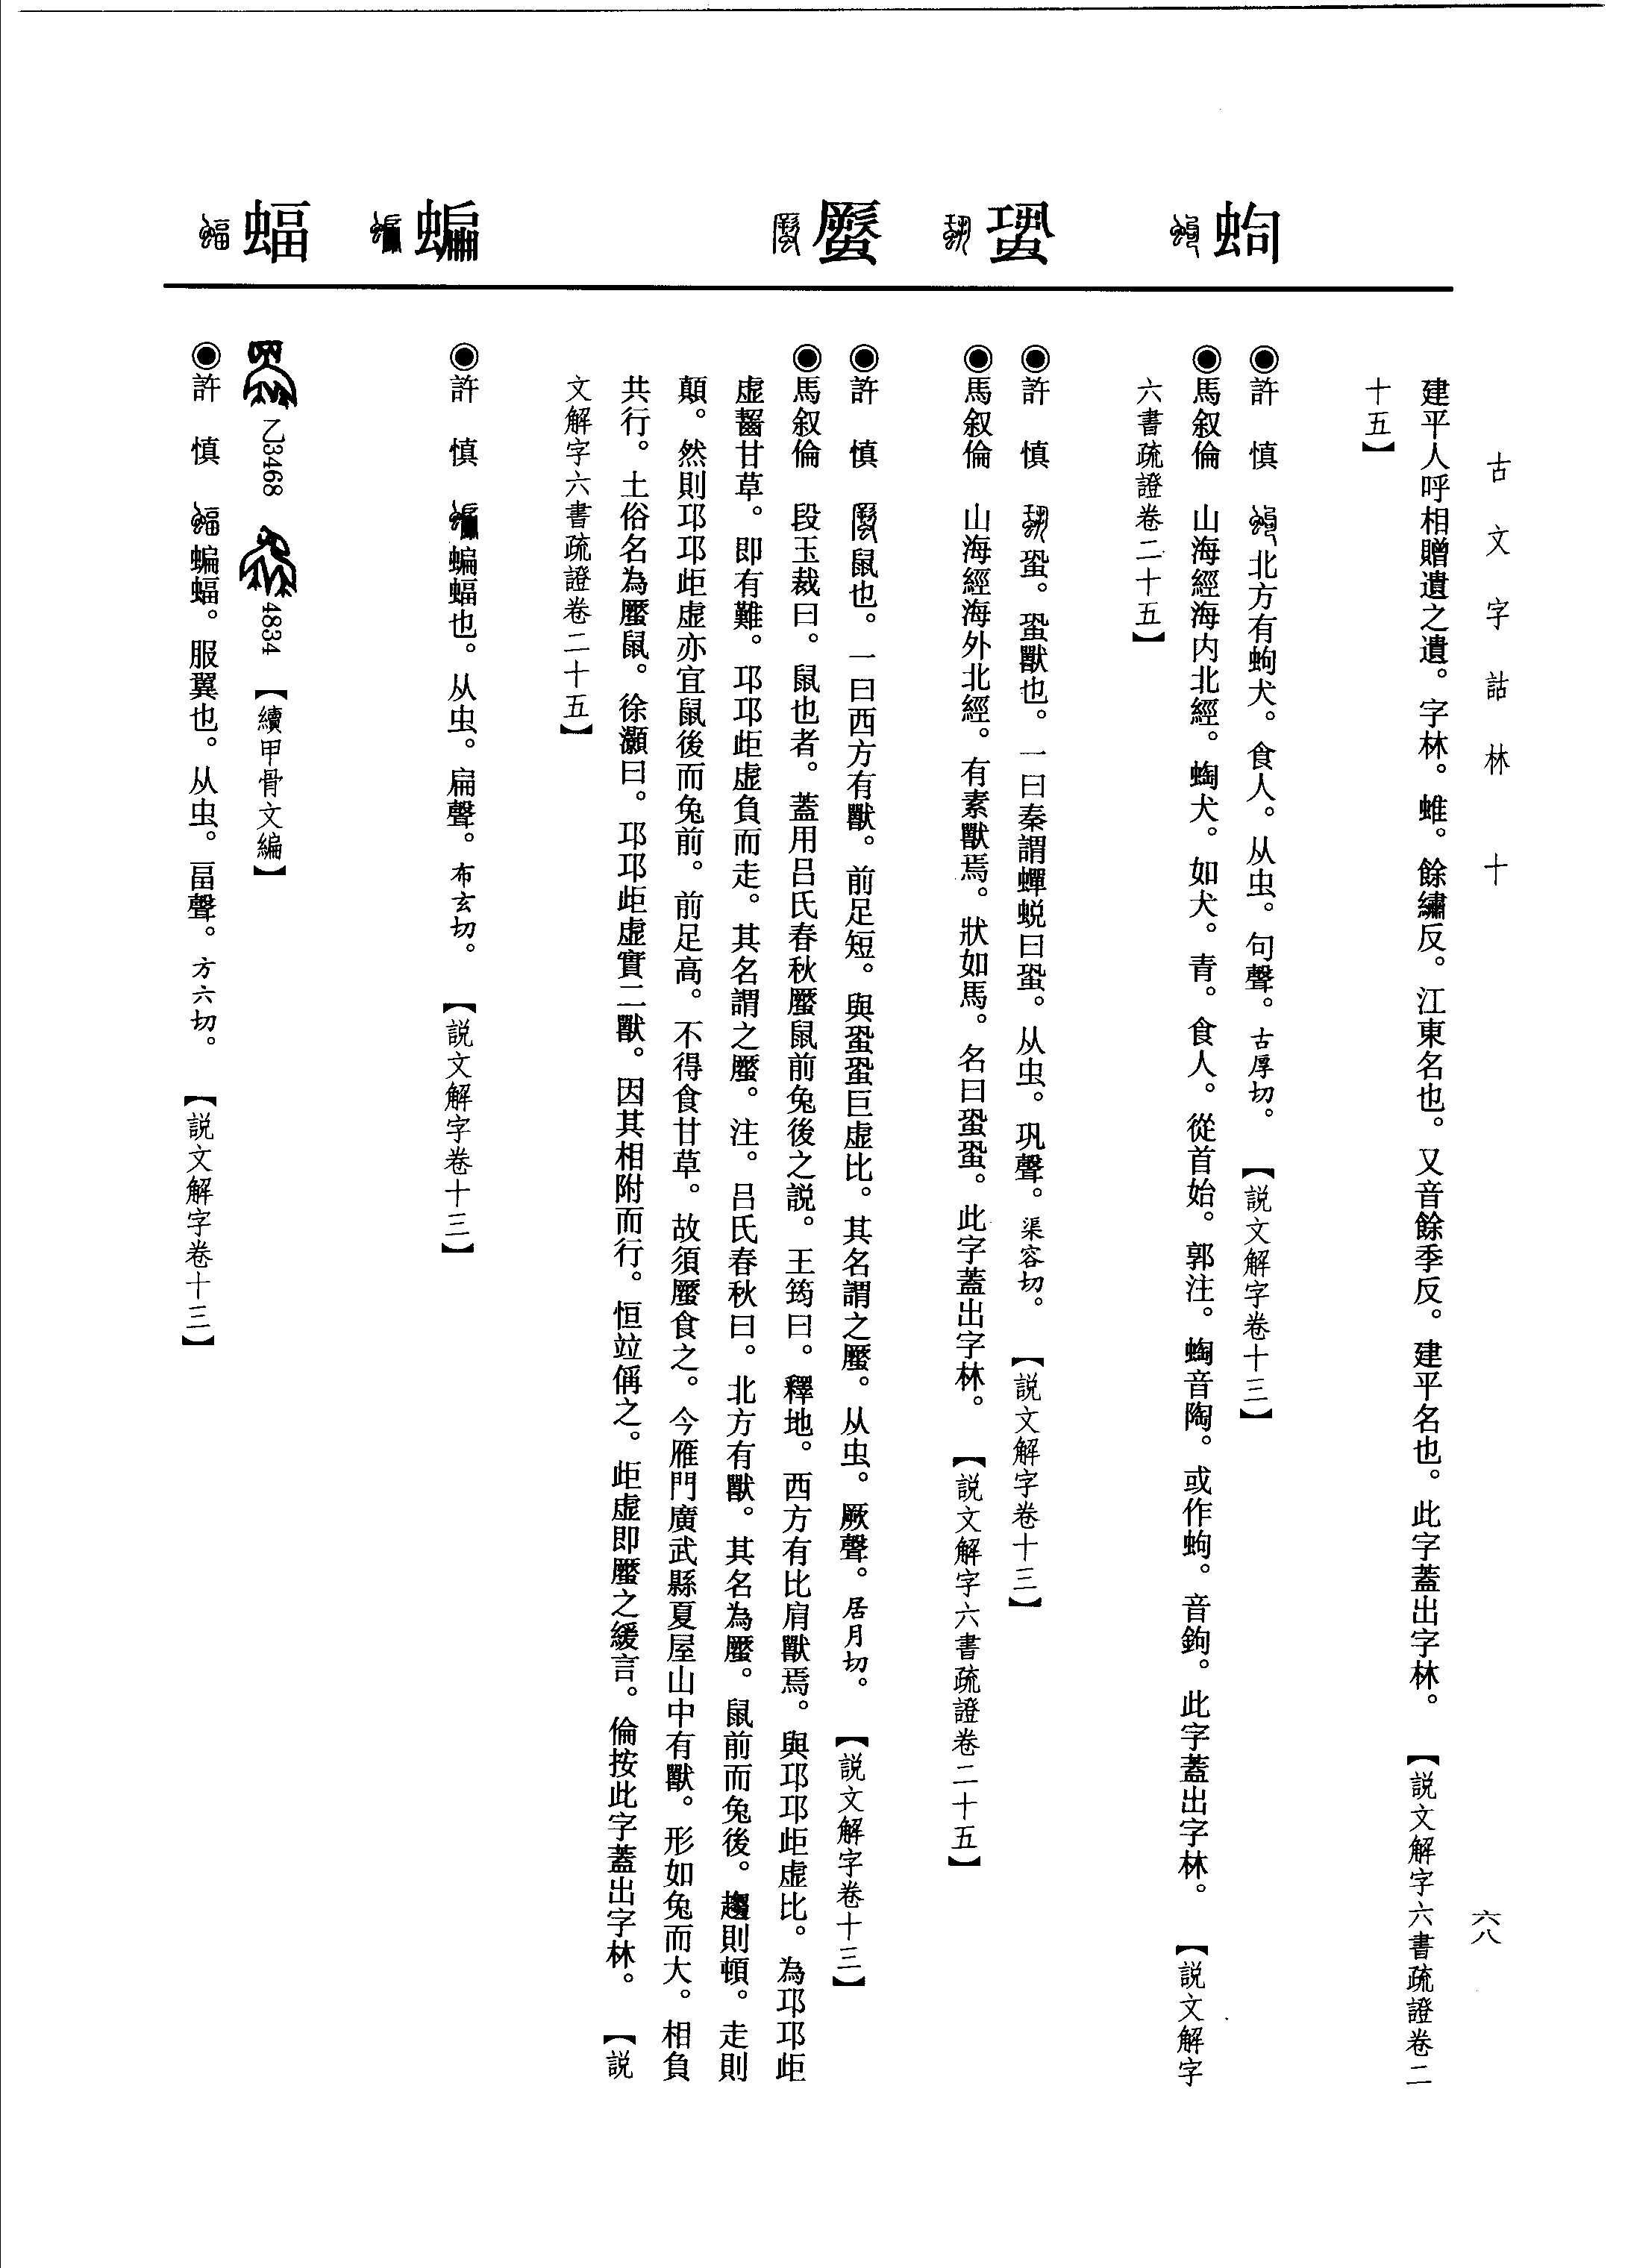 古文字詁林 十
六八
建平人呼相贈遺之遺。字林。蜼。餘繡反。江東名也。又音餘季反。建平名也。此字蓋出字林。 【説文解字六書疏證卷二
十五】
蚼
◉許 慎 北方有蚼犬。食人。从虫。句聲。古厚切。 【説文解字卷十三】
◉馬叙倫 山海經海内北經。蜪犬。如犬。青。食人。從首始。郭注。蜪音陶。或作蚼。音鉤。此字蓋出字林。 【説文解字
六書疏證卷二十五】
蛩
◉許 慎 蛩。蛩獸也。一曰秦謂蟬蜕曰蛩。从虫。巩聲。渠容切。 【説文解字卷十三】
◉馬叙倫 山海經海外北經。有素獸焉。狀如馬。名曰蛩蛩。此字蓋出字林。 【説文解字六書疏證卷二十五】
蟨
◉許 慎 鼠也。一曰西方有獸。前足短。與蛩蛩巨虚比。其名謂之蟨。从虫。厥聲。居月切。 【説文解字卷十三】
◉馬叙倫 段玉裁曰。鼠也者。蓋用吕氏春秋蟨鼠前兔後之説。王筠曰。釋地。西方有比肩獸焉。與邛邛岠虚比。為邛邛岠
虚齧甘草。即有難。邛邛岠虚負而走。其名謂之蟨。注。吕氏春秋曰。北方有獸。其名為蟨。鼠前而兔後。趨則頓。走則
顛。然則邛邛岠虚亦宜鼠後而兔前。前足高。不得食甘草。故須蟨食之。今雁門廣武縣夏屋山中有獸。形如兔而大。相負
共行。土俗名為蟨鼠。徐灝曰。邛邛岠虚實二獸。因其相附而行。恒竝偁之。岠虚即蟨之緩言。倫按此字蓋出字林。 【説
文解字六書疏證卷二十五】
蝙
◉許 慎 蝙蝠也。从虫。扁聲。布玄切。 【説文解字卷十三】
蝠
乙3468 4834 【續甲骨文編】
◉許 慎 蝙蝠。服翼也。从虫。畐聲。方六切。 【説文解字卷十三】